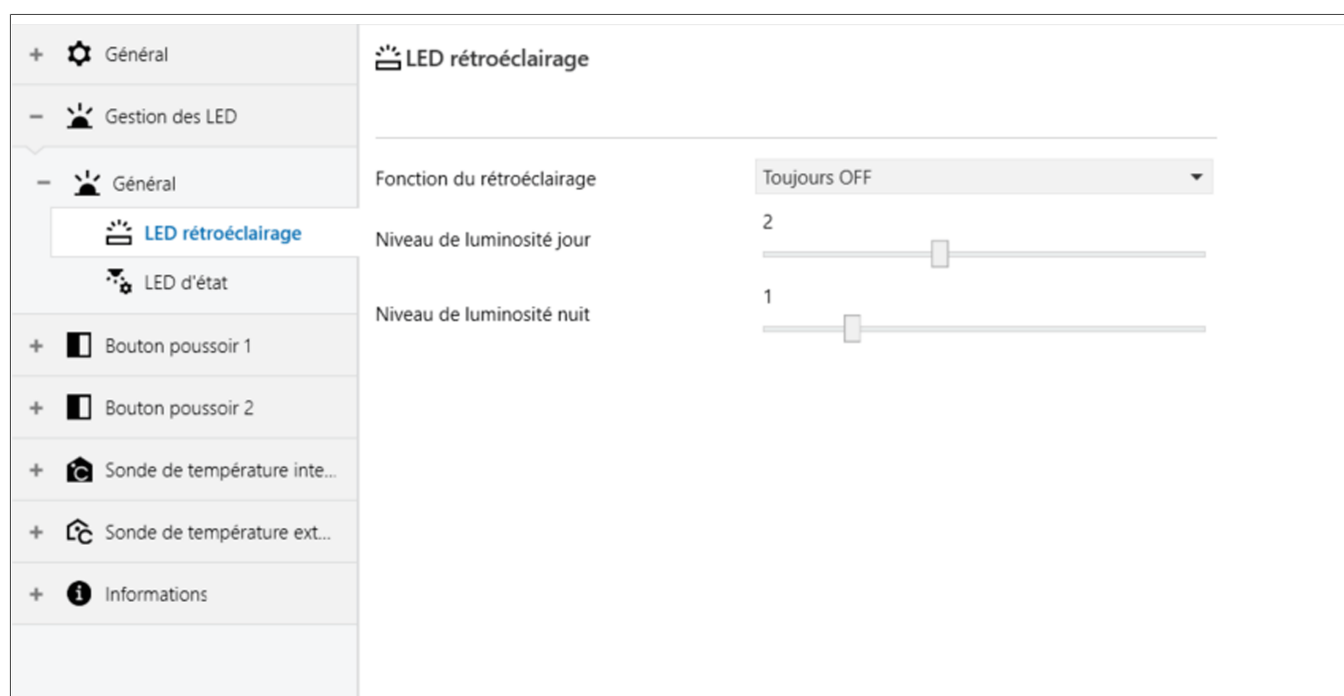 Général
Gestion des LED
Général
LED rétroéclairage
LED d'état
Bouton poussoir 1
Bouton poussoir 2
Sonde de température inte...
Sonde de température ext...
Informations
LED rétroéclairage
Fonction du rétroéclairage
Toujours OFF
Niveau de luminosité jour
2
Niveau de luminosité nuit
1